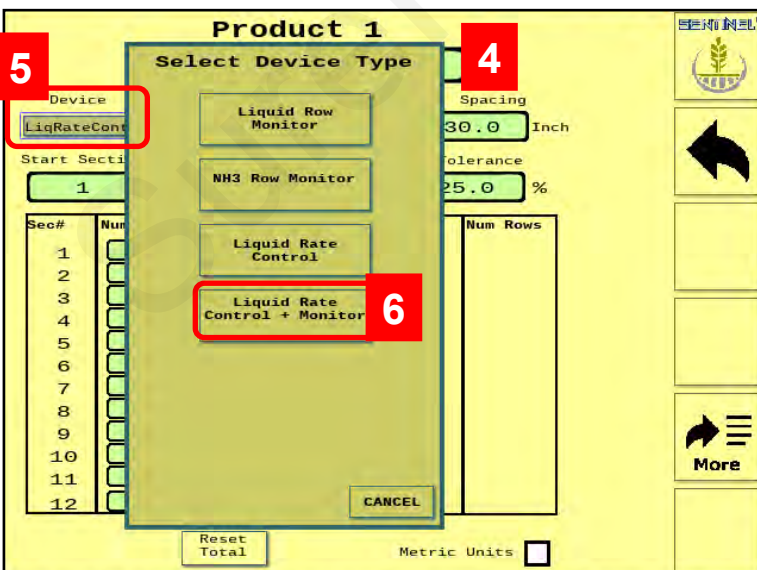 Product 1
SENTINEL
Select Device Type
5
4
Device
Spacing
LiqRateCont
30.0 Inch
Liquid Row
Monitor
Start Secti
olerance
1
25.0 %
NH3 Row Monitor
Sec#
Num
Num Rows
Liquid Rate
Control
Liquid Rate
Control + Monitor
6
1
2
3
4
5
6
7
8
9
10
11
12
CANCEL
More
Reset
Total
Metric Units